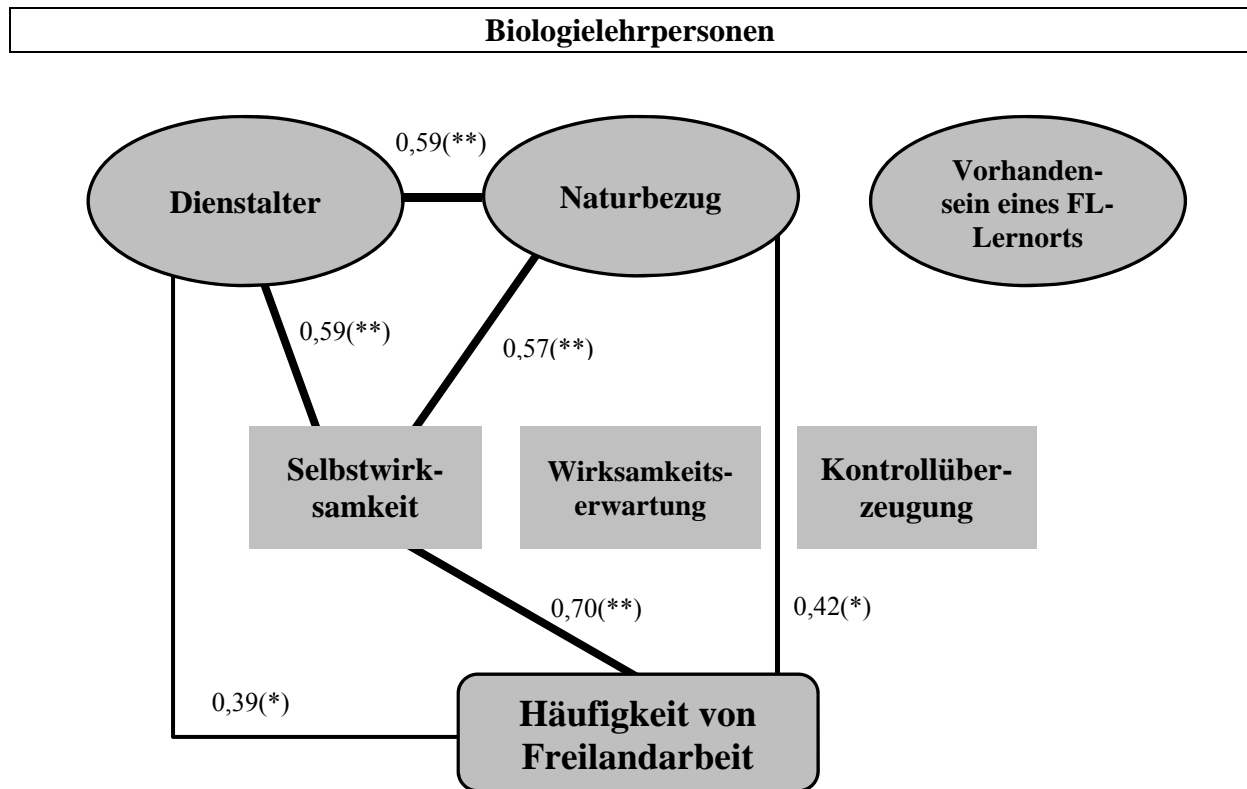 Biologielehrpersonen
0,59(**)
Dienstalter
Naturbezug
Vorhanden-
sein eines FL-
Lernorts
0,59(**)
0,57(**)
Selbstwirk-
samkeit
Wirksamkeits-
erwartung
Kontrollüber-
zeugung
0,70(**)
0,42(*)
0,39(*)
Häufigkeit von
Freilandarbeit